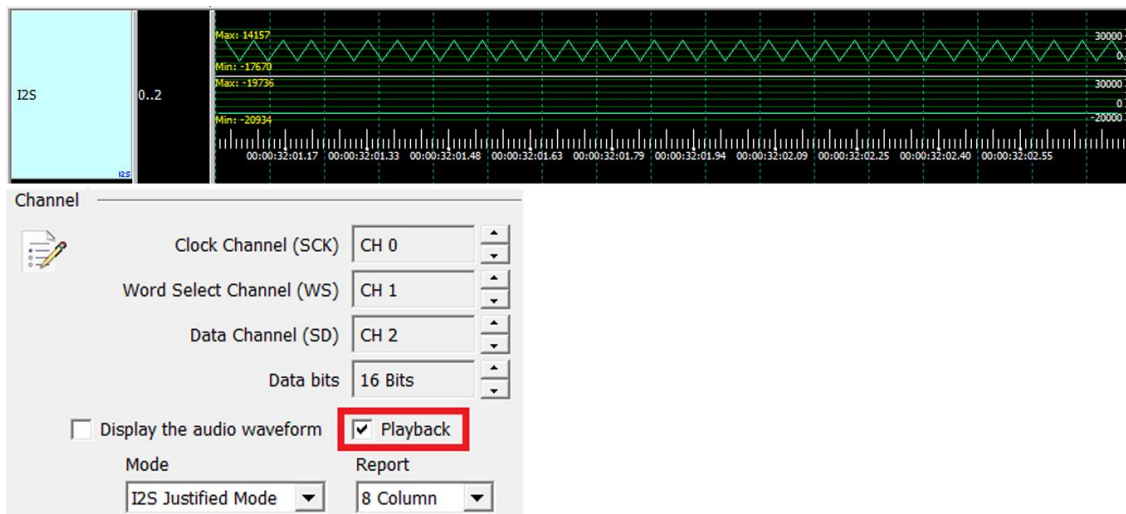 Max: 14157
30000
0
Min: -17670
Max: -19736
30000
I2S
0..2
0
Min: -20934
-20000
00:00:32:01.17 00:00:32:01.33 00:00:32:01.48 00:00:32:01.63 00:00:32:01.79 00:00:32:01.94 00:00:32:02.09 00:00:32:02.25 00:00:32:02.40 00:00:32:02.55
I2S
Channel
Clock Channel (SCK) CH 0
Word Select Channel (WS) CH 1
Data Channel (SD) CH 2
Data bits 16 Bits
Display the audio waveform Playback
Mode Report
I2S Justified Mode 8 Column